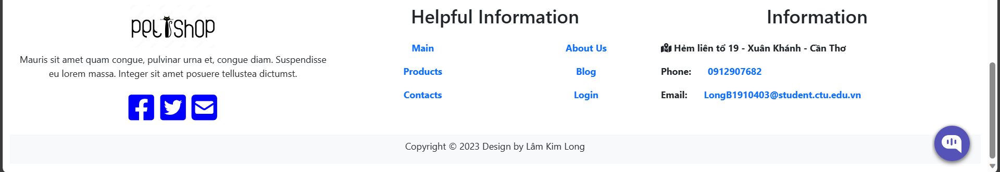 PetShop
Mauris sit amet quam congue, pulvinar urna et, congue diam. Suspendisse
eu lorem massa. Integer sit amet posuere tellustea dictumst.
Helpful Information
Main
About Us
Products
Blog
Contacts
Login
Information
Hẻm liên tổ 19 - Xuân Khánh - Cần Thơ
Phone: 0912907682
Email: LongB1910403@student.ctu.edu.vn
Copyright © 2023 Design by Lâm Kim Long